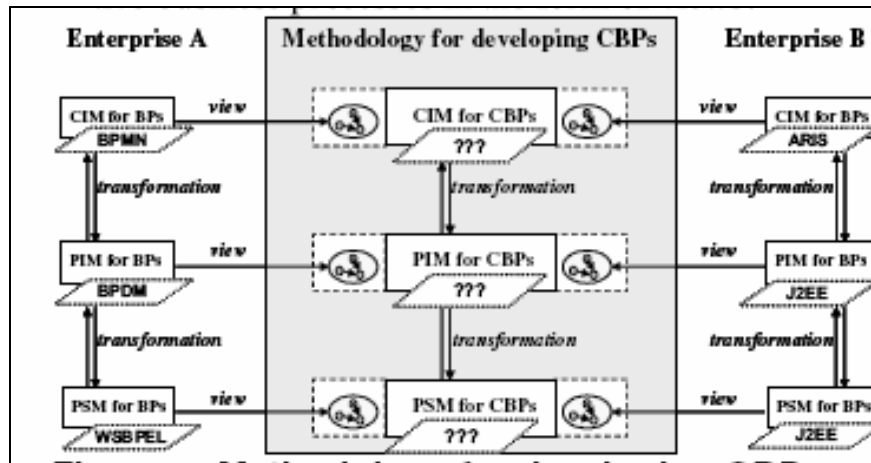 Enterprise A
Methodology for developing CBPs
Enterprise B
CIM for BPs
BPMN
view
CIM for CBPs
???
view
CIM for BPs
ARIS
transformation
transformation
transformation
PIM for BPs
BPDM
view
PIM for CBPs
???
view
PIM for BPs
J2EE
transformation
transformation
transformation
PSM for BPs
WSBPEL
view
PSM for CBPs
???
view
PSM for BPs
J2EE